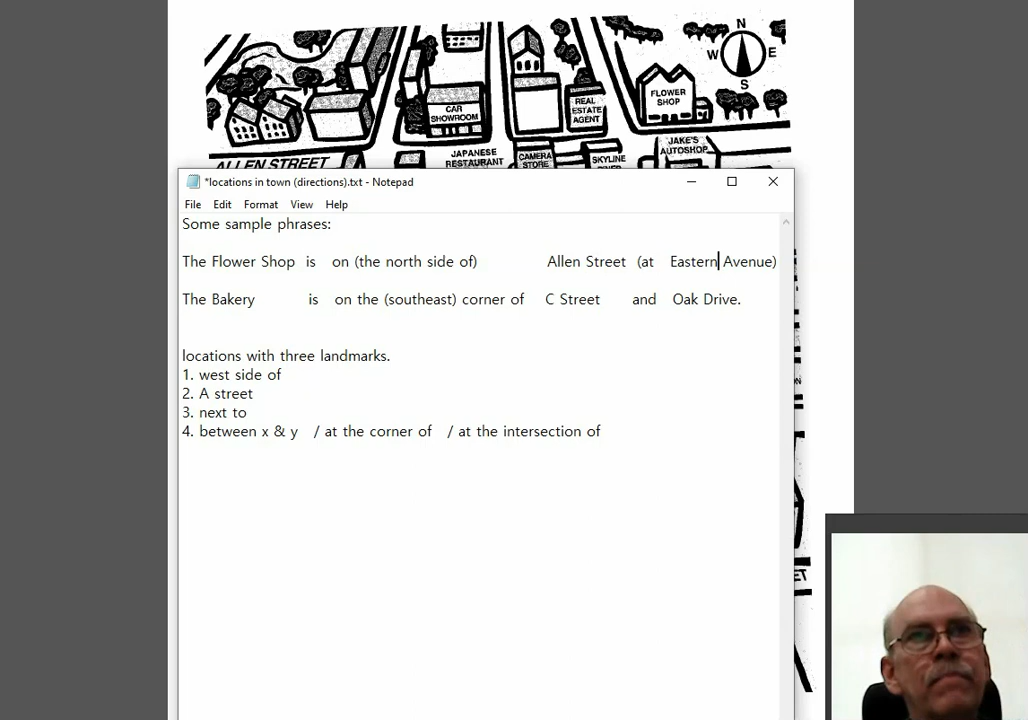 N
W E
S
FLOWER
SHOP
REAL
ESTATE
AGENT
CAR
SHOWROOM
JAKE'S
AUTOSHOP
ALLEN STREET
JAPANESE
RESTAURANT
CAMERA
STORE
SKYLINE
*locations in town (directions).txt - Notepad
File Edit Format View Help
Some sample phrases:
The Flower Shop is on (the north side of) Allen Street (at Eastern Avenue)
The Bakery is on the (southeast) corner of C Street and Oak Drive.
locations with three landmarks.
1. west side of
2. A street
3. next to
4. between x & y / at the corner of / at the intersection of